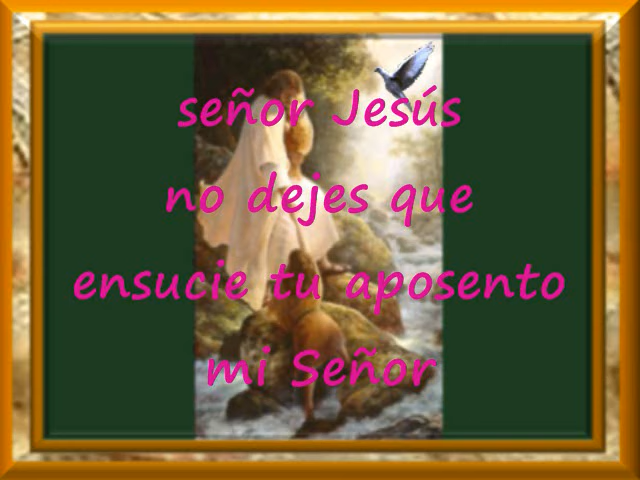 señor Jesús
no dejes que
ensucie tu aposento
mi Señor